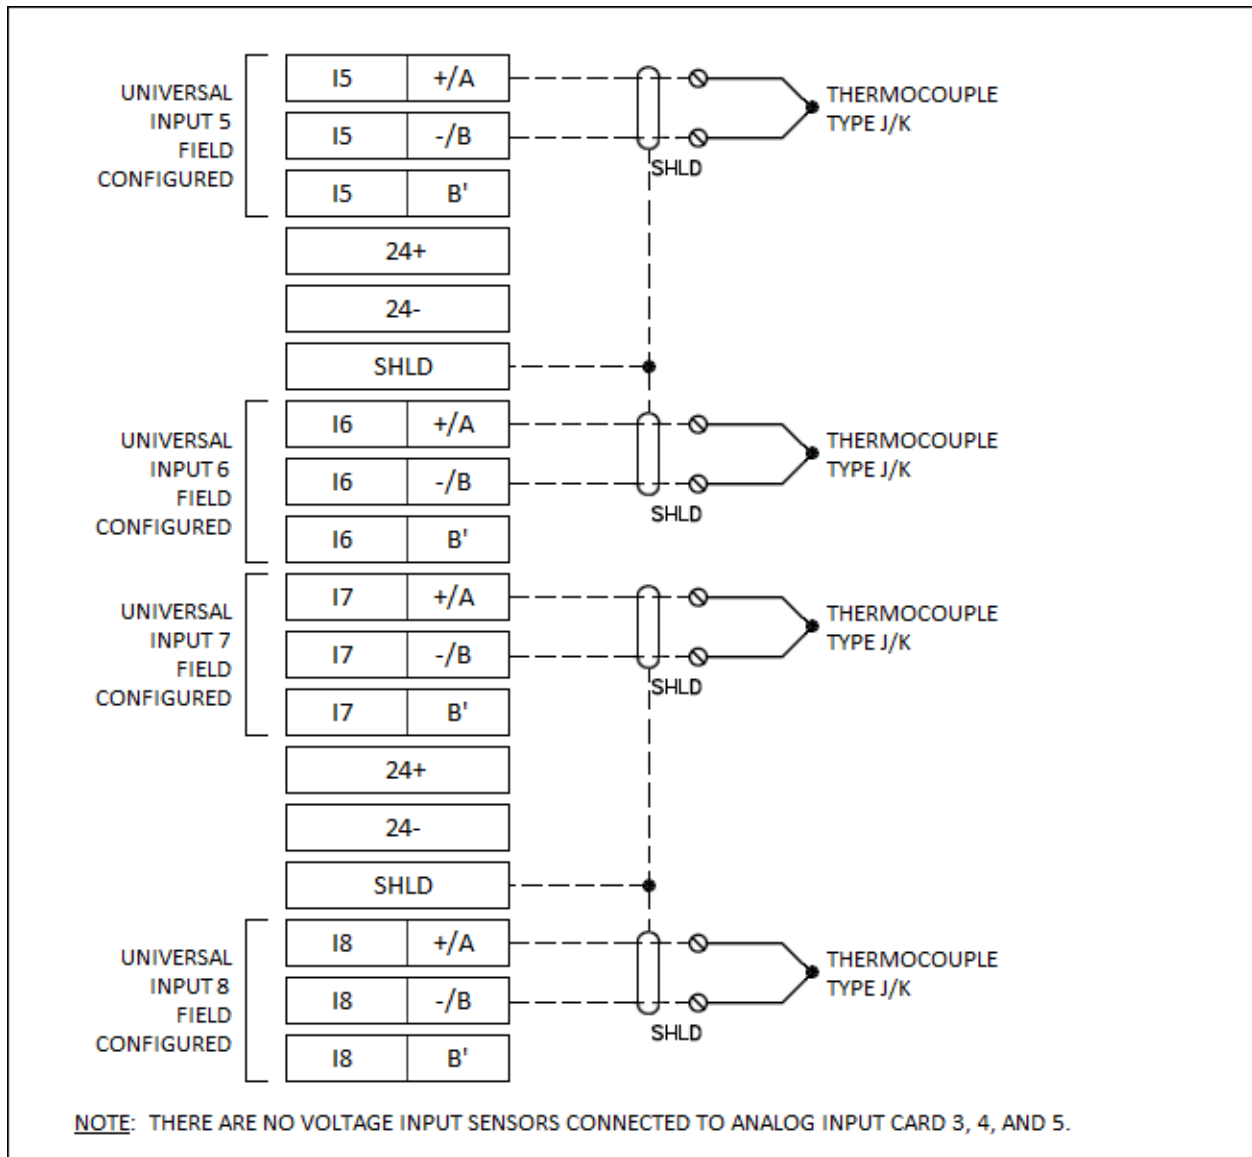 UNIVERSAL
INPUT 5
FIELD
CONFIGURED
I5 +/A
I5 -/B
I5 B'
SHLD
THERMOCOUPLE
TYPE J/K
24+
24-
SHLD
UNIVERSAL
INPUT 6
FIELD
CONFIGURED
I6 +/A
I6 -/B
I6 B'
SHLD
THERMOCOUPLE
TYPE J/K
UNIVERSAL
INPUT 7
FIELD
CONFIGURED
I7 +/A
I7 -/B
I7 B'
SHLD
THERMOCOUPLE
TYPE J/K
24+
24-
SHLD
UNIVERSAL
INPUT 8
FIELD
CONFIGURED
I8 +/A
I8 -/B
I8 B'
SHLD
THERMOCOUPLE
TYPE J/K
NOTE: THERE ARE NO VOLTAGE INPUT SENSORS CONNECTED TO ANALOG INPUT CARD 3, 4, AND 5.